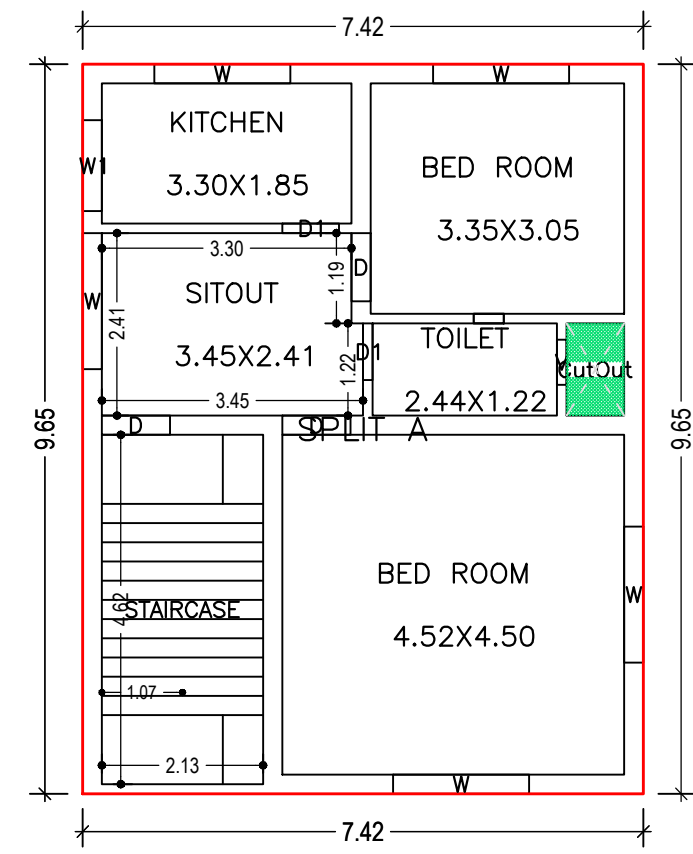 7.42
W
W
KITCHEN
W1
BED ROOM
3.30X1.85
3.35X3.05
D1
3.30
D
1.19
SITOUT
W
2.41
TOILET
3.45X2.41
1.22
D1
CutOut
3.45
2.44X1.22
D
D
SPLIT A
9.65
9.65
BED ROOM
W
4.62
STAIRCASE
4.52X4.50
1.07
2.13
W
7.42